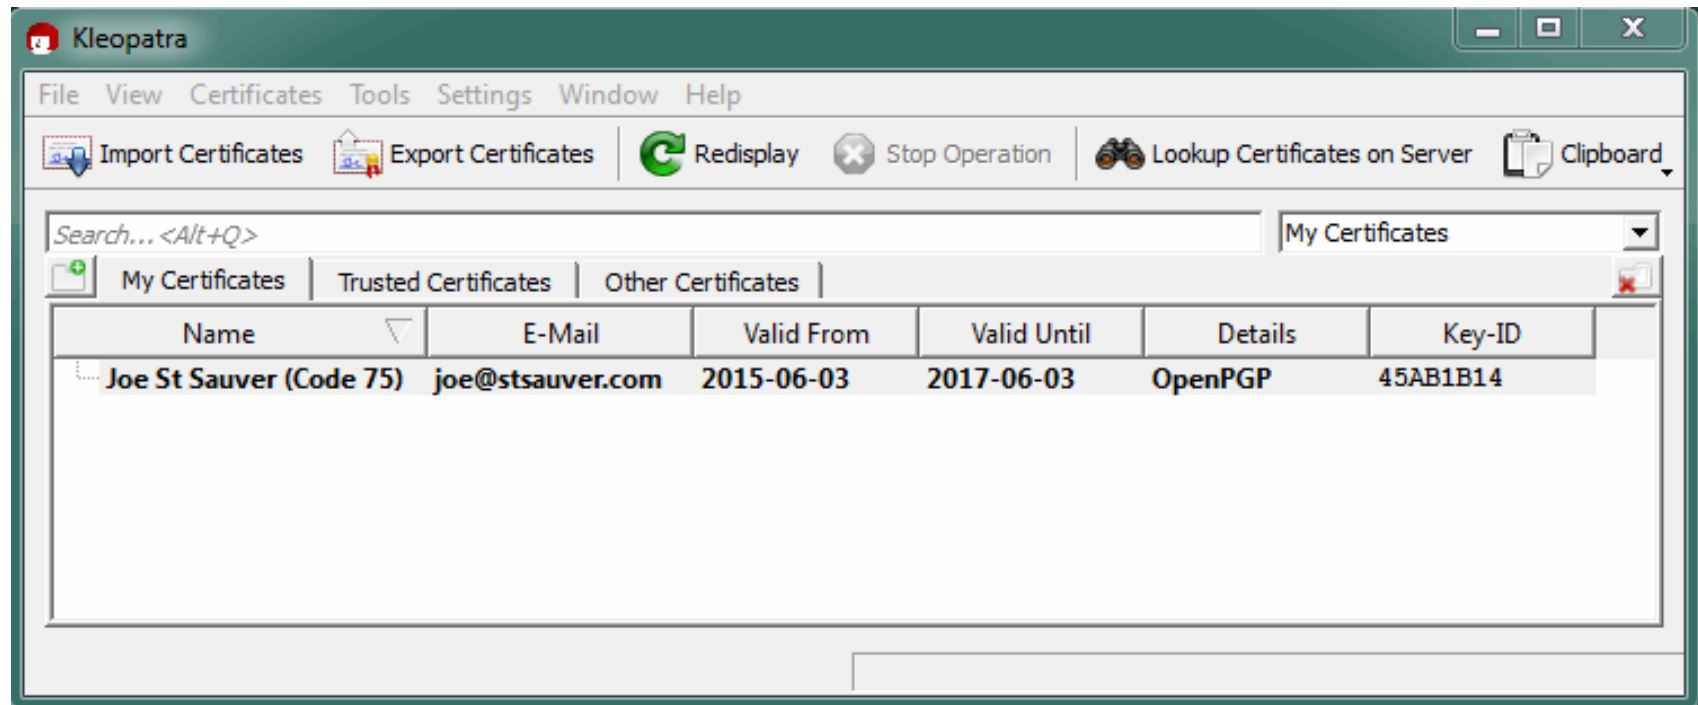 Kleopatra
File View Certificates Tools Settings Window Help
Import Certificates Export Certificates Redisplay Stop Operation Lookup Certificates on Server Clipboard
Search...<Alt+Q> My Certificates
My Certificates Trusted Certificates Other Certificates
Name E-Mail Valid From Valid Until Details Key-ID
Joe St Sauver (Code 75) joe@stsauver.com 2015-06-03 2017-06-03 OpenPGP 45AB1B14